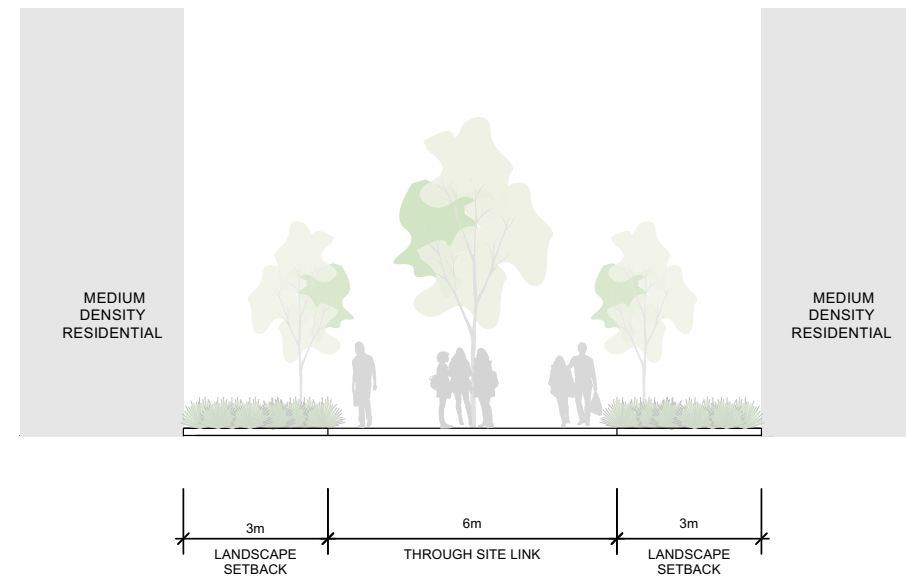 MEDIUM
DENSITY
RESIDENTIAL
MEDIUM
DENSITY
RESIDENTIAL
3m
6m
3m
LANDSCAPE
SETBACK
THROUGH SITE LINK
LANDSCAPE
SETBACK